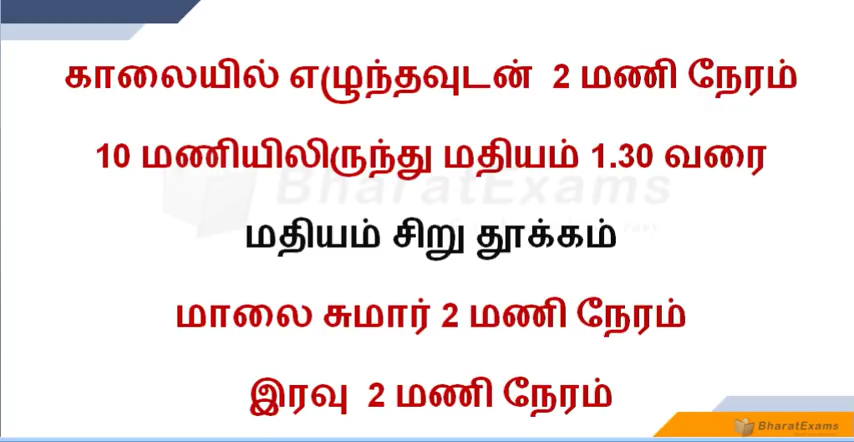 காலையில் எழுந்தவுடன் 2 மணி நேரம்
10 மணியிலிருந்து மதியம் 1.30 வரை
BharatExams
மதியம் சிறு தூக்கம்
மாலை சுமார் 2 மணி நேரம்
இரவு 2 மணி நேரம்
BharatExams